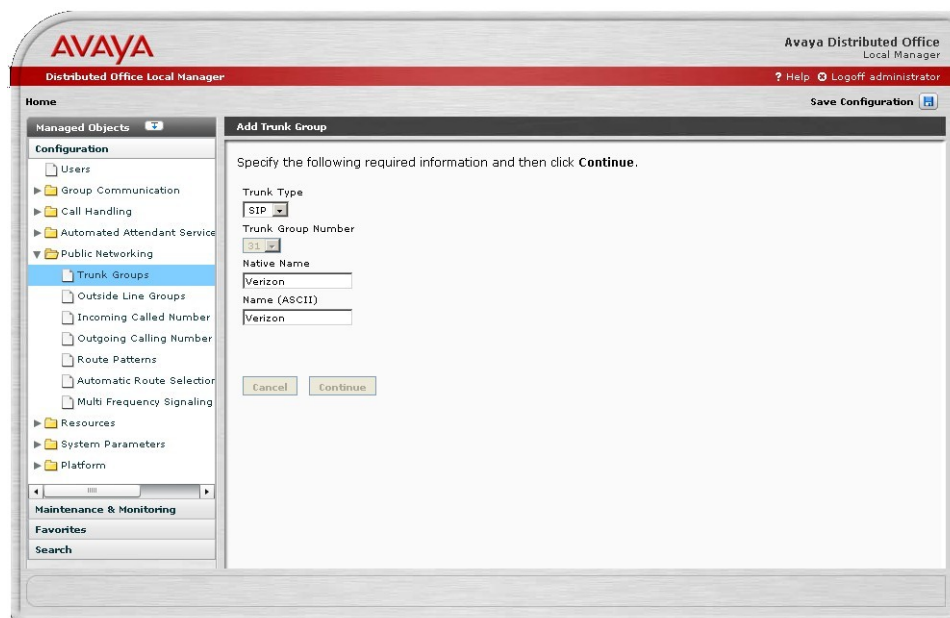 AVAYA
Avaya Distributed Office
Local Manager
Distributed Office Local Manager
? Help Logoff administrator
Home
Save Configuration
Managed Objects
Configuration
Users
Group Communication
Call Handling
Automated Attendant Service
Public Networking
Trunk Groups
Outside Line Groups
Incoming Called Number
Outgoing Calling Number
Route Patterns
Automatic Route Selection
Multi Frequency Signaling
Resources
System Parameters
Platform
Maintenance & Monitoring
Favorites
Search
Add Trunk Group
Specify the following required information and then click Continue.
Trunk Type
SIP
Trunk Group Number
31
Native Name
Verizon
Name (ASCII)
Verizon
Cancel Continue